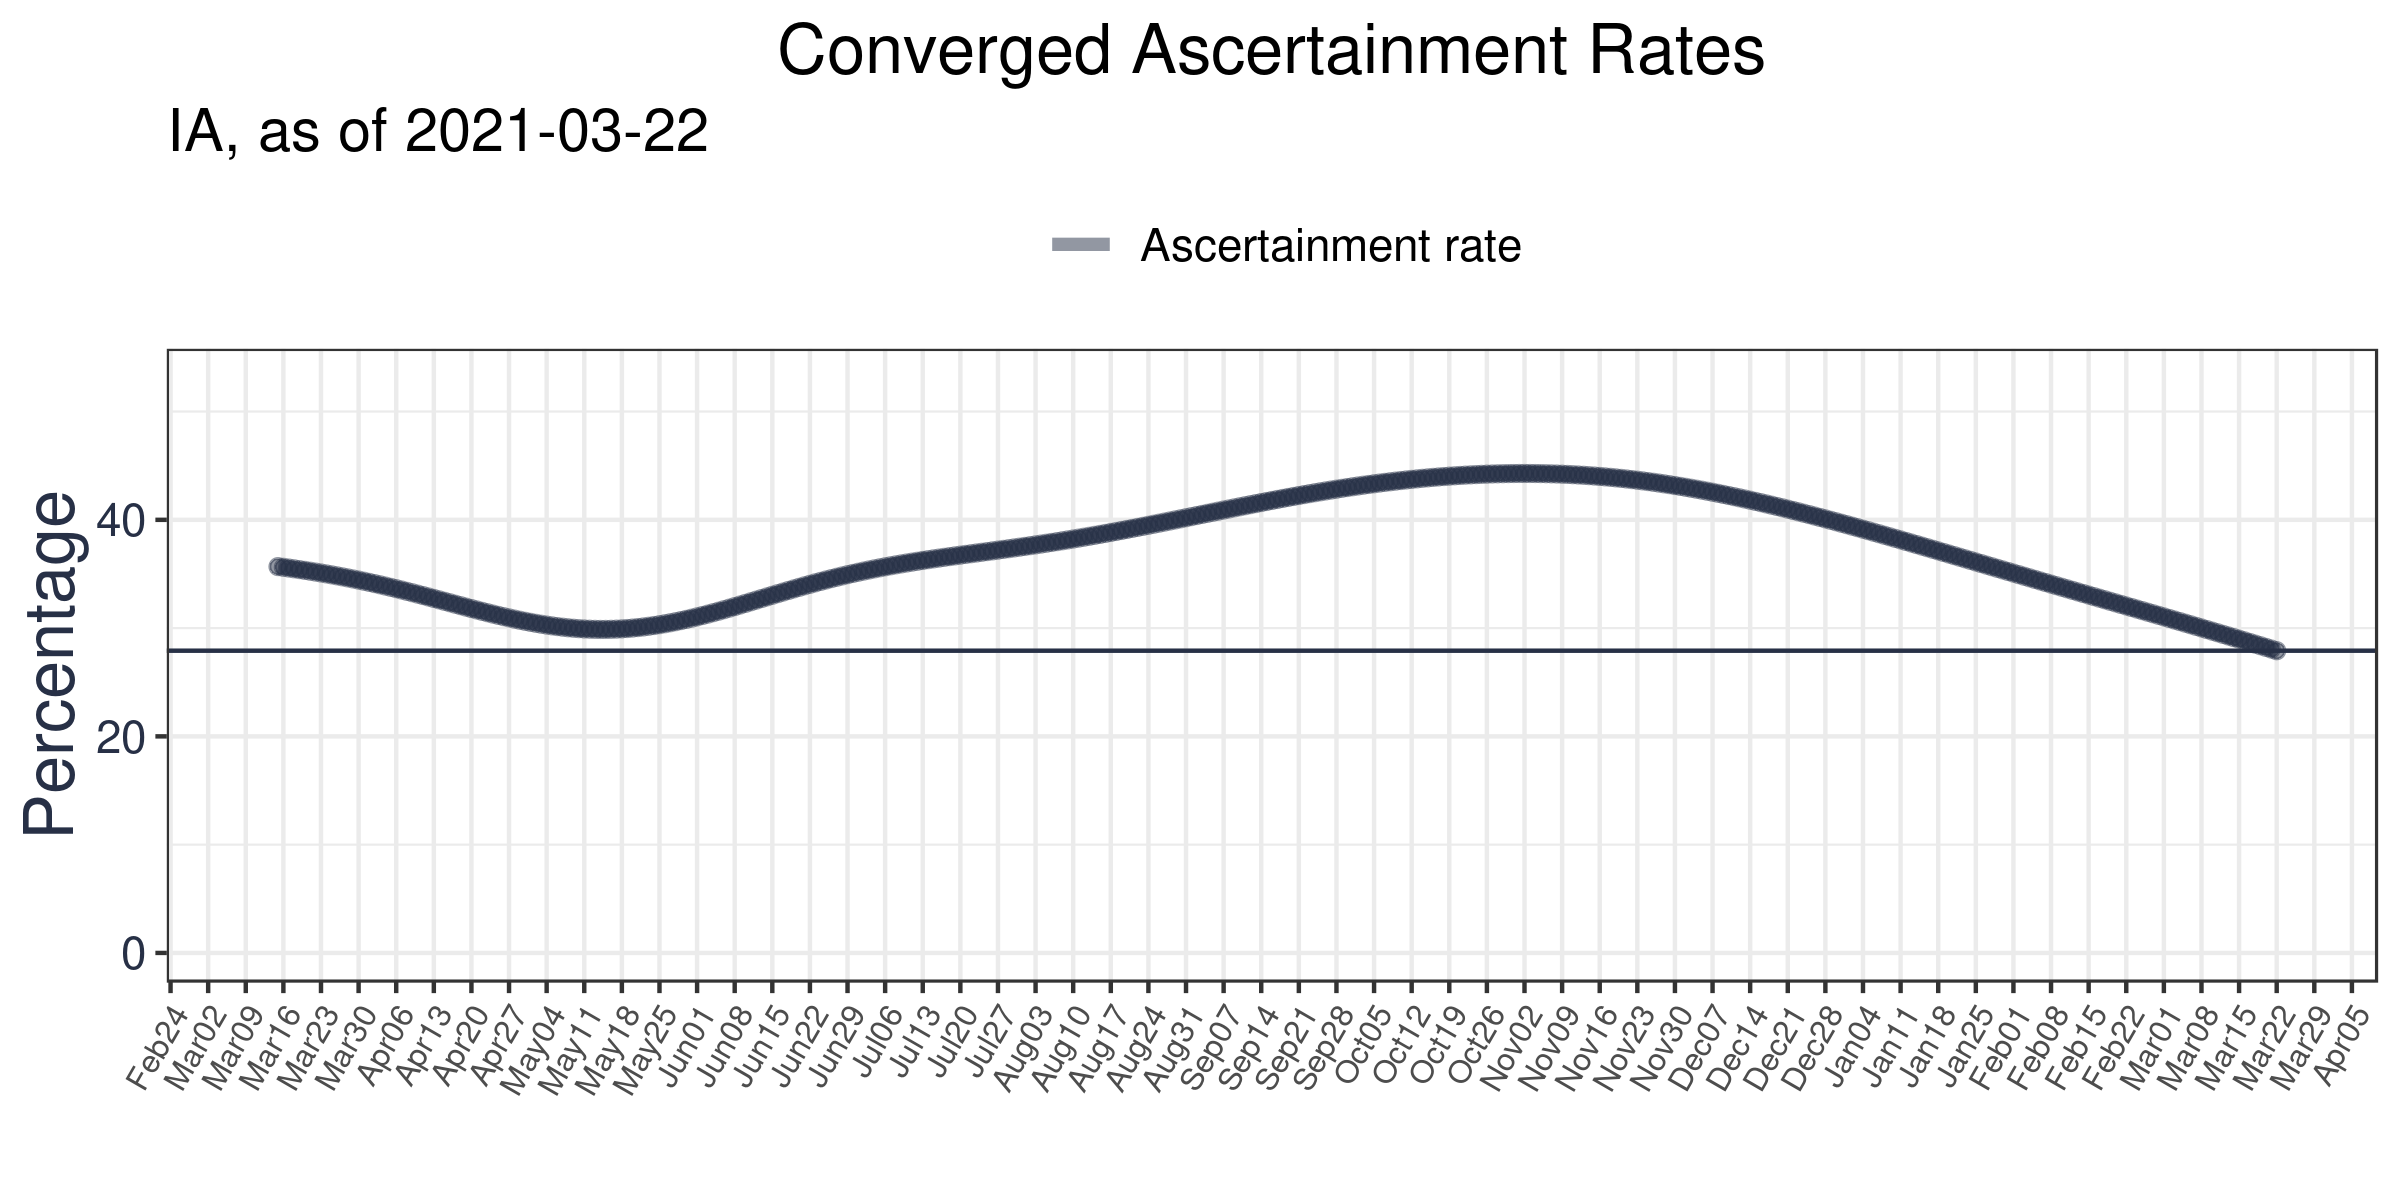 Converged Ascertainment Rates
IA, as of 2021-03-22
Ascertainment rate
Percentage
40
20
0
Feb24 Mar02 Mar09 Mar16 Mar23 Mar30 Apr06 Apr13 Apr20 Apr27 May04 May11 May18 May25 Jun01 Jun08 Jun15 Jun22 Jun29 Jul06 Jul13 Jul20 Jul27 Aug03 Aug10 Aug17 Aug24 Aug31 Sep07 Sep14 Sep21 Sep28 Oct05 Oct12 Oct19 Oct26 Nov02 Nov09 Nov16 Nov23 Nov30 Dec07 Dec14 Dec21 Dec28 Jan04 Jan11 Jan18 Jan25 Feb01 Feb08 Feb15 Feb22 Mar01 Mar08 Mar15 Mar22 Mar29 Apr05